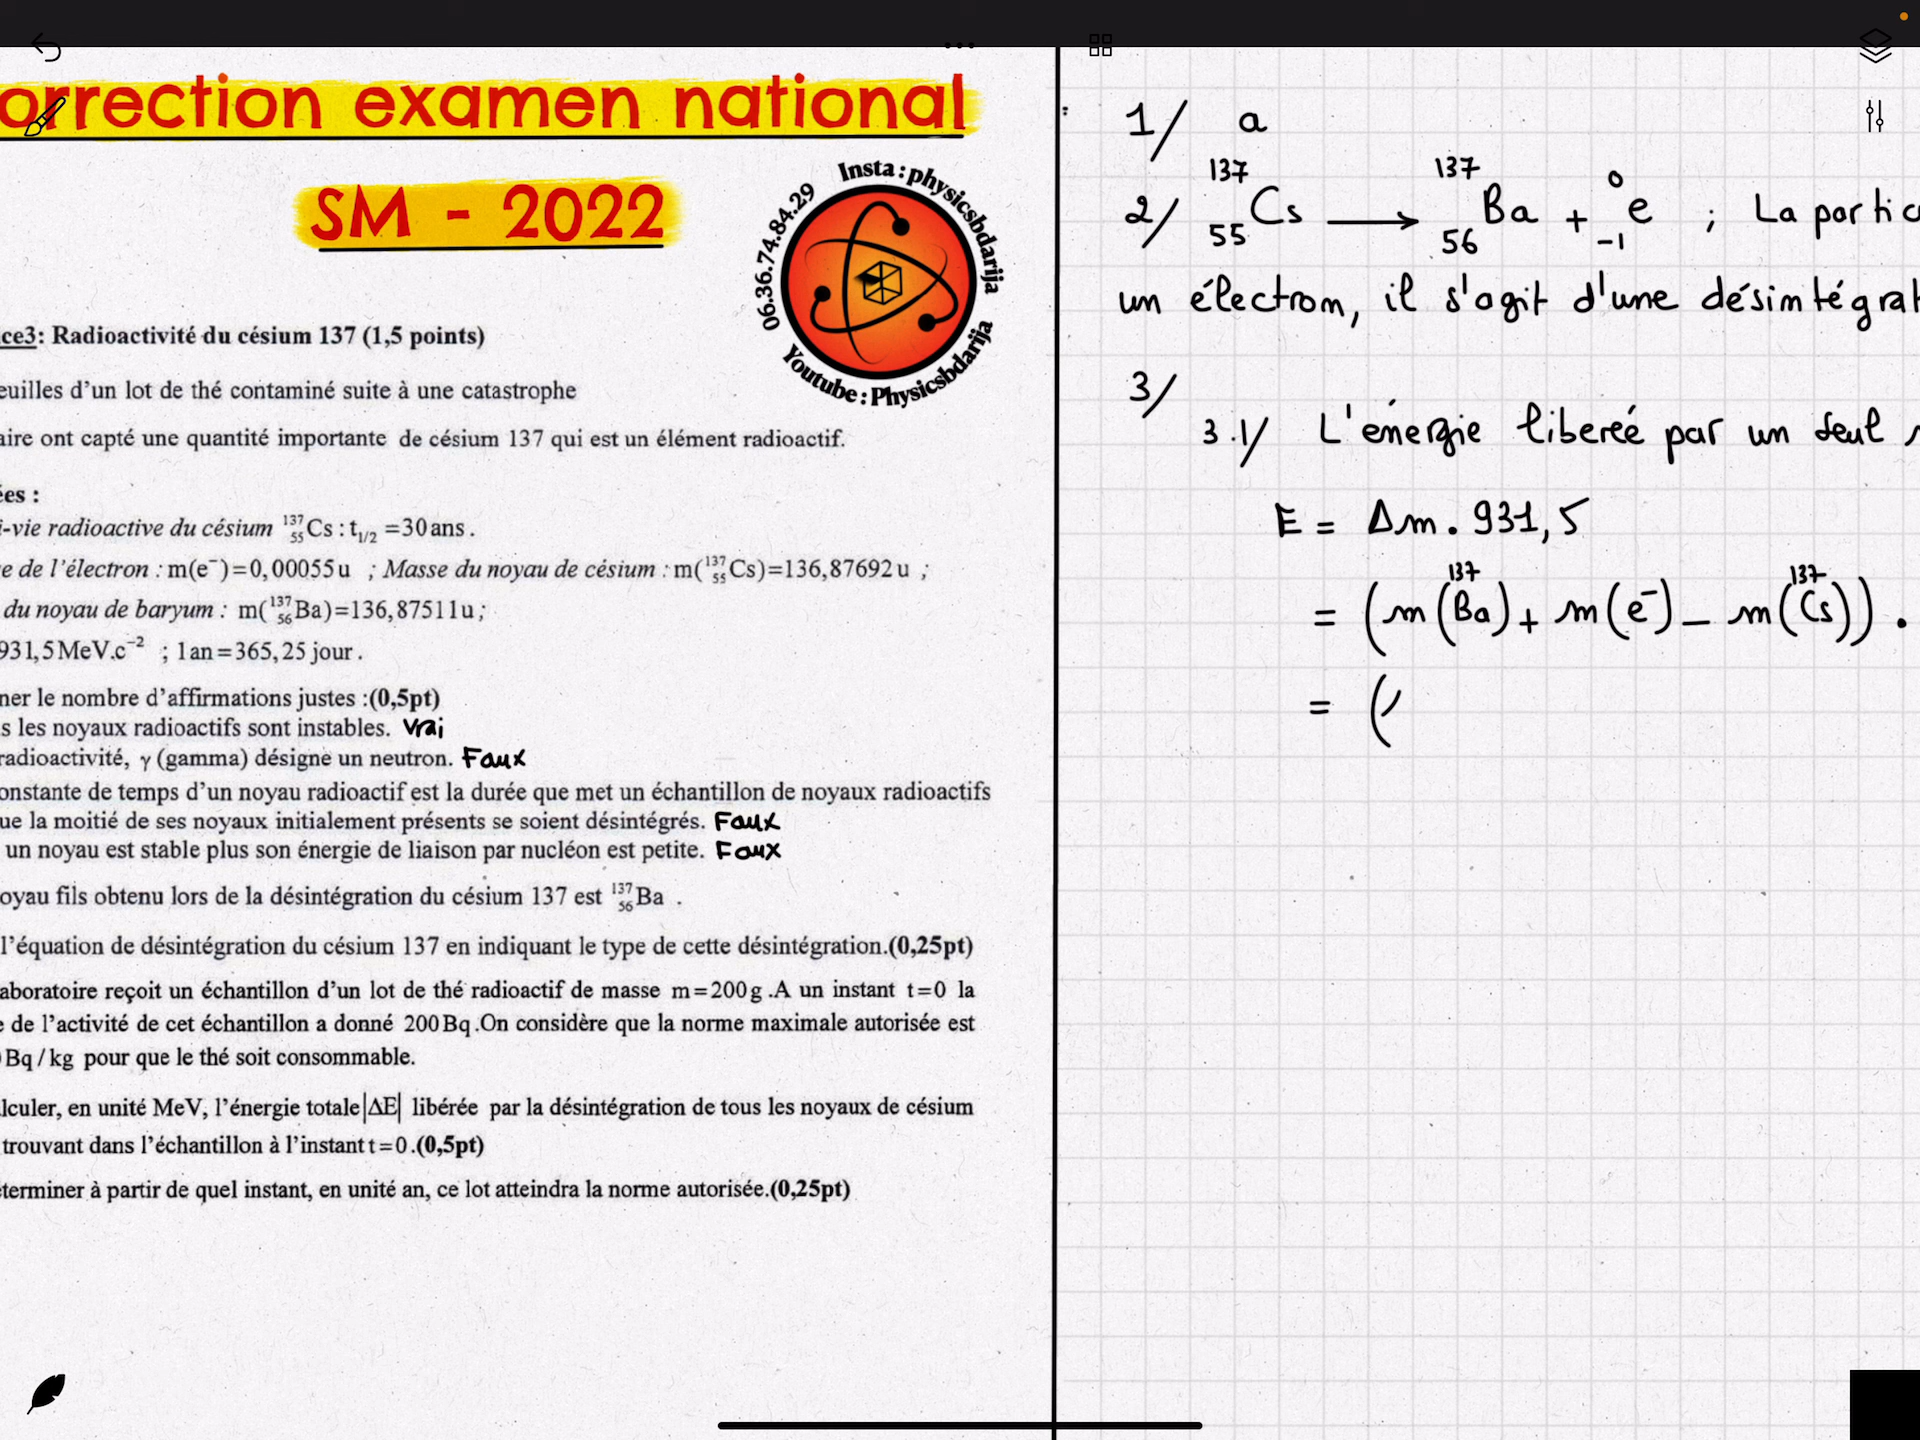 orrection examen national
SM - 2022
Insta : physicsbdarija
06.36.74.84.29
Youtube : Physicsbdarija
ce3: Radioactivité du césium 137 (1,5 points)
euilles d'un lot de thé contaminé suite à une catastrophe
aire ont capté une quantité importante de césium 137 qui est un élément radioactif.
ées :
i-vie radioactive du césium ¹³⁷₅₅Cs : t₁/₂ = 30 ans .
e de l'électron : m(e⁻)=0,00055u ; Masse du noyau de césium : m(¹³⁷₅₅Cs)=136,87692u ;
du noyau de baryum : m(¹³⁷₅₆Ba)=136,87511u ;
931,5 MeV.c⁻² ; 1an=365,25 jour .
ner le nombre d'affirmations justes :(0,5pt)
s les noyaux radioactifs sont instables. Vrai
radioactivité, γ (gamma) désigne un neutron. Faux
onstante de temps d'un noyau radioactif est la durée que met un échantillon de noyaux radioactifs
ue la moitié de ses noyaux initialement présents se soient désintégrés. Faux
un noyau est stable plus son énergie de liaison par nucléon est petite. Faux
oyau fils obtenu lors de la désintégration du césium 137 est ¹³⁷₅₆Ba .
l'équation de désintégration du césium 137 en indiquant le type de cette désintégration.(0,25pt)
aboratoire reçoit un échantillon d'un lot de thé radioactif de masse m=200g .A un instant t=0 la
e de l'activité de cet échantillon a donné 200Bq .On considère que la norme maximale autorisée est
Bq / kg pour que le thé soit consommable.
lculer, en unité MeV, l'énergie totale |ΔE| libérée par la désintégration de tous les noyaux de césium
trouvant dans l'échantillon à l'instant t=0 .(0,5pt)
terminer à partir de quel instant, en unité an, ce lot atteindra la norme autorisée.(0,25pt)
1/ a
2/ ¹³⁷₅₅Cs → ¹³⁷₅₆Ba + ⁰₋₁e ; La partic
un électron, il s'agit d'une désintégrat
3/
3.1/ L'énergie libereé par un seul
E = Δm . 931,5
= (m(¹³⁷Ba) + m(e⁻) - m(¹³⁷Cs)) .
= (